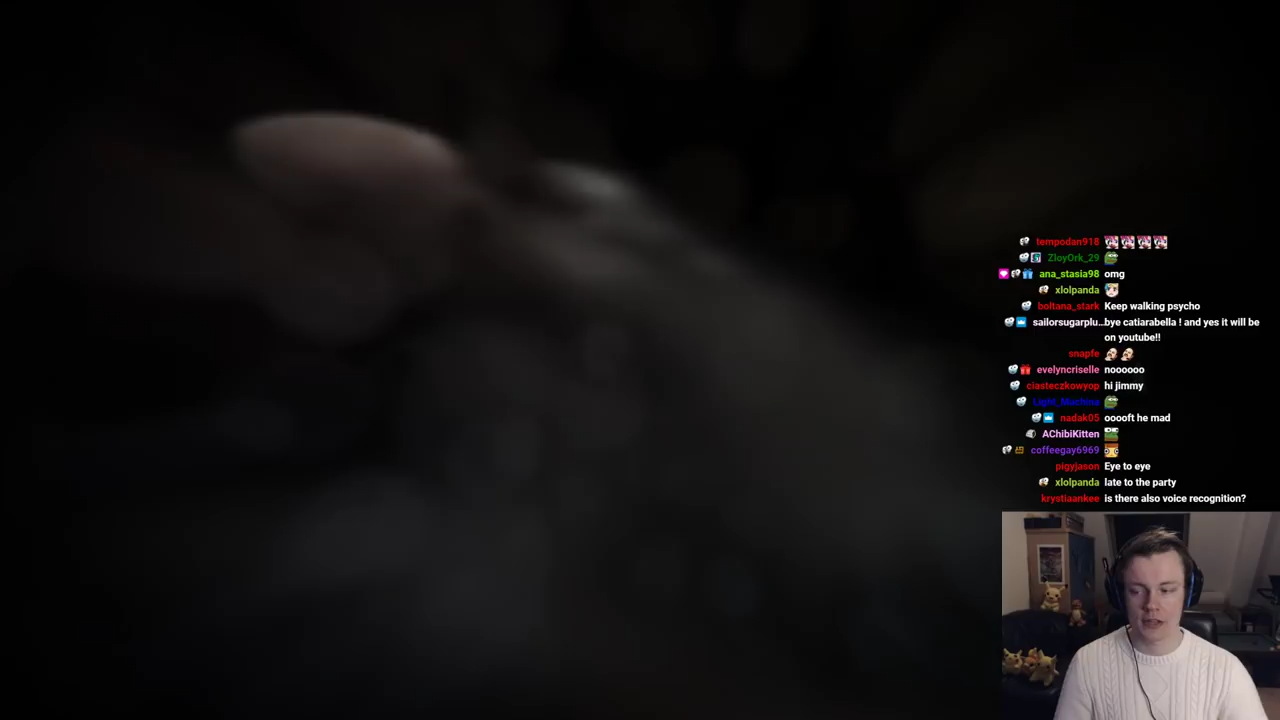 tempodan918
ZloyOrk_29
ana_stasia98 omg
xlolpanda
boltana_stark Keep walking psycho
sailorsugarplu... bye catiarabella ! and yes it will be
on youtube!!
snapfe
evelyncriselle noooooo
ciasteczkowyop hi jimmy
Light_Machina
nadak05 ooooft he mad
AChibiKitten
coffeegay6969
pigyjason Eye to eye
xlolpanda late to the party
krystiaankee is there also voice recognition?